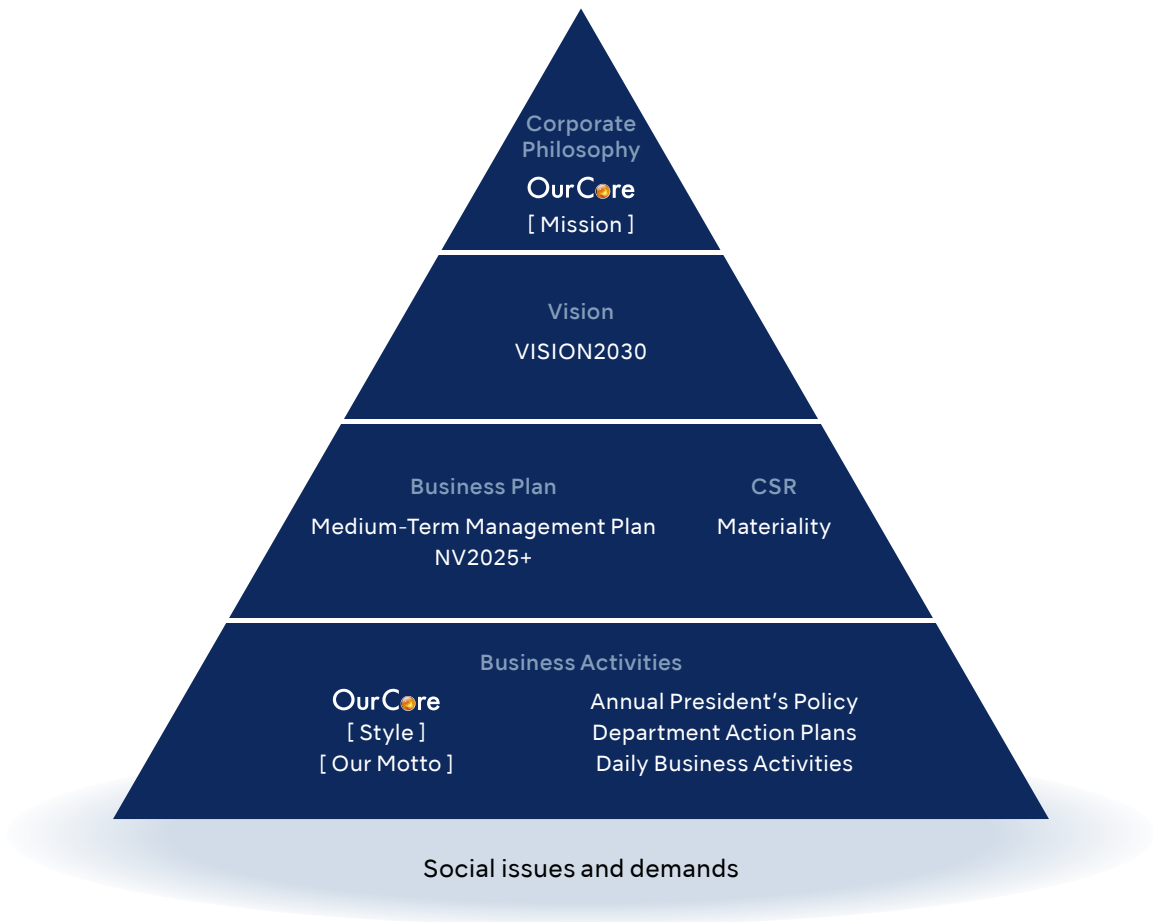 Corporate
Philosophy
OurCore
[ Mission ]
Vision
VISION2030
Business Plan
Medium-Term Management Plan
NV2025+
CSR
Materiality
Business Activities
OurCore
[ Style ]
[ Our Motto ]
Annual President's Policy
Department Action Plans
Daily Business Activities
Social issues and demands